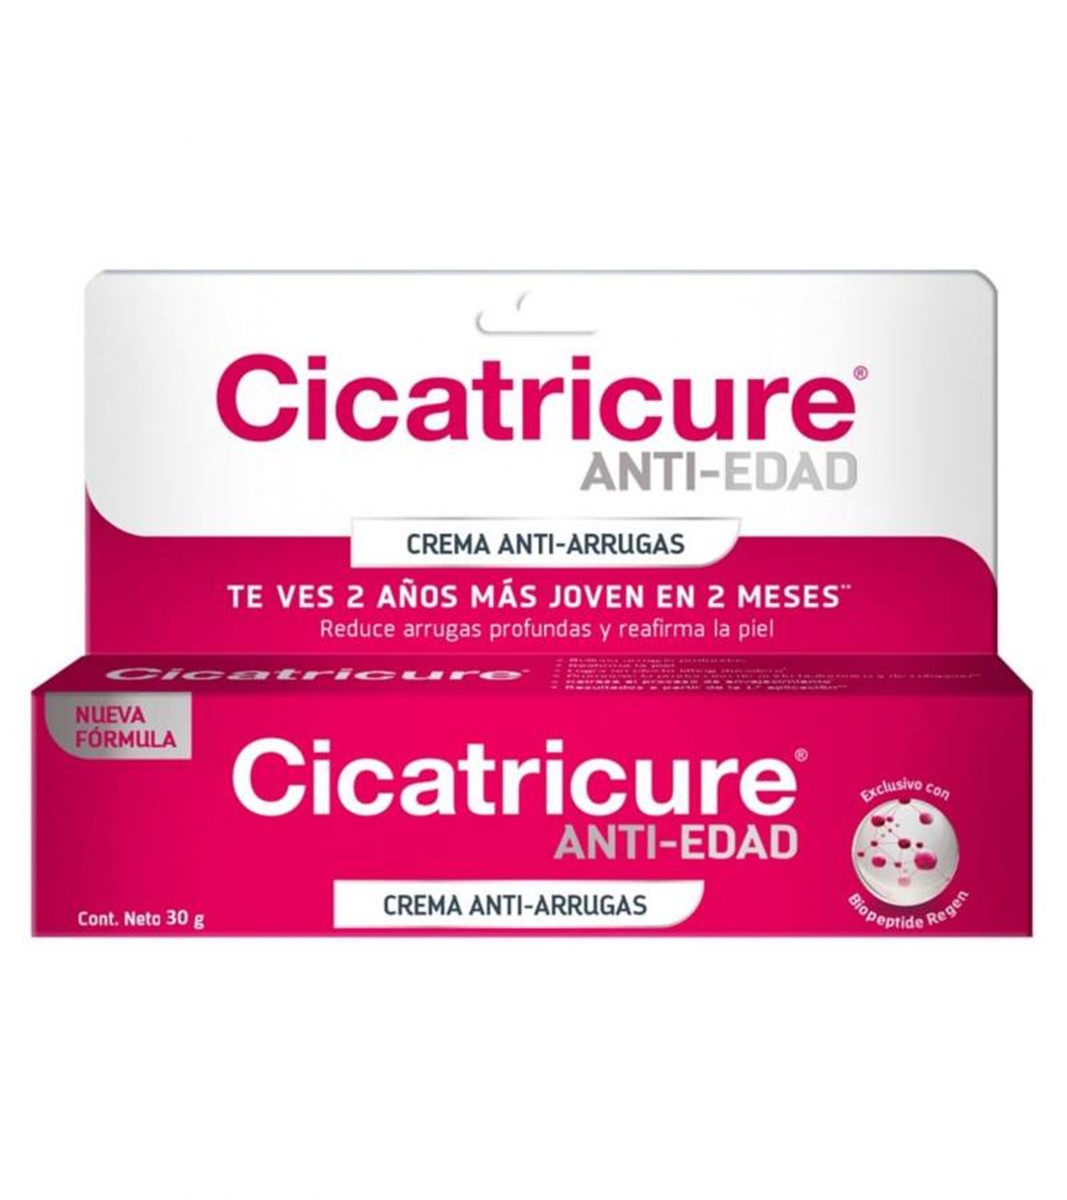 Cicatricure®
ANTI-EDAD
CREMA ANTI-ARRUGAS
TE VES 2 AÑOS MÁS JOVEN EN 2 MESES**
Reduce arrugas profundas y reafirma la piel
Cicatricure®
NUEVA
FÓRMULA
Cicatricure®
ANTI-EDAD
CREMA ANTI-ARRUGAS
Cont. Neto 30 g
Exclusivo con
Biopeptide Regen